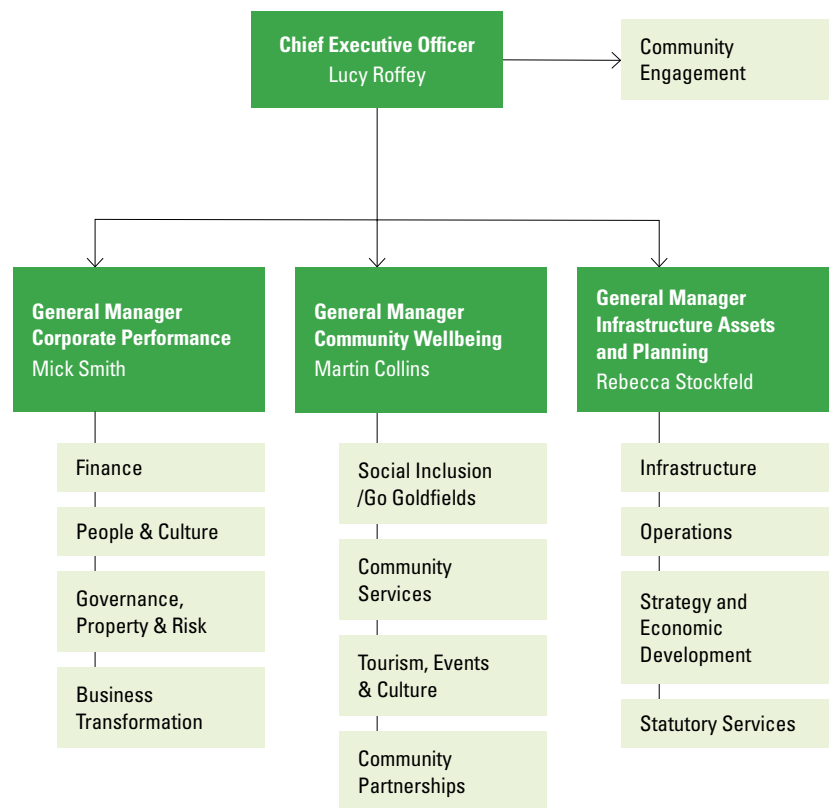 Chief Executive Officer
Lucy Roffey
Community
Engagement
General Manager
Corporate Performance
Mick Smith
Finance
People & Culture
Governance,
Property & Risk
Business
Transformation
General Manager
Community Wellbeing
Martin Collins
Social Inclusion
/Go Goldfields
Community
Services
Tourism, Events
& Culture
Community
Partnerships
General Manager
Infrastructure Assets
and Planning
Rebecca Stockfeld
Infrastructure
Operations
Strategy and
Economic
Development
Statutory Services